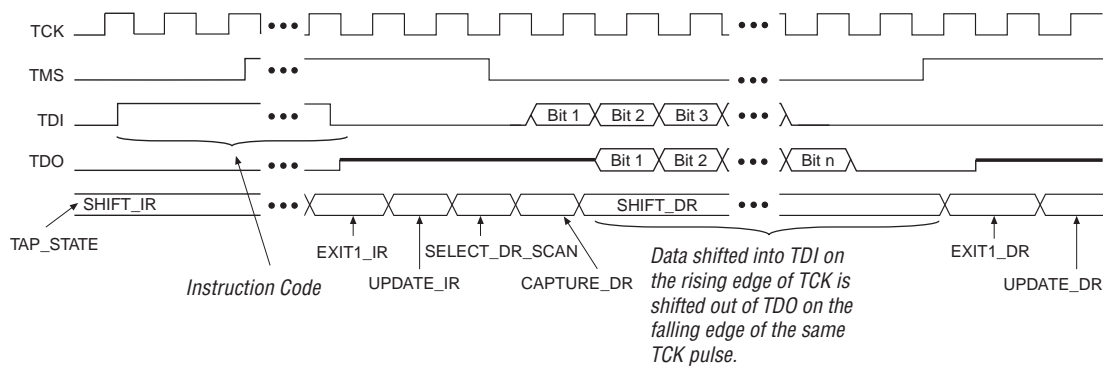 TCK
TMS
TDI
Bit 1 Bit 2 Bit 3
TDO
Bit 1 Bit 2 Bit n
SHIFT_IR SHIFT_DR
TAP_STATE
EXIT1_IR SELECT_DR_SCAN EXIT1_DR
UPDATE_IR CAPTURE_DR UPDATE_DR
Instruction Code
Data shifted into TDI on
the rising edge of TCK is
shifted out of TDO on the
falling edge of the same
TCK pulse.